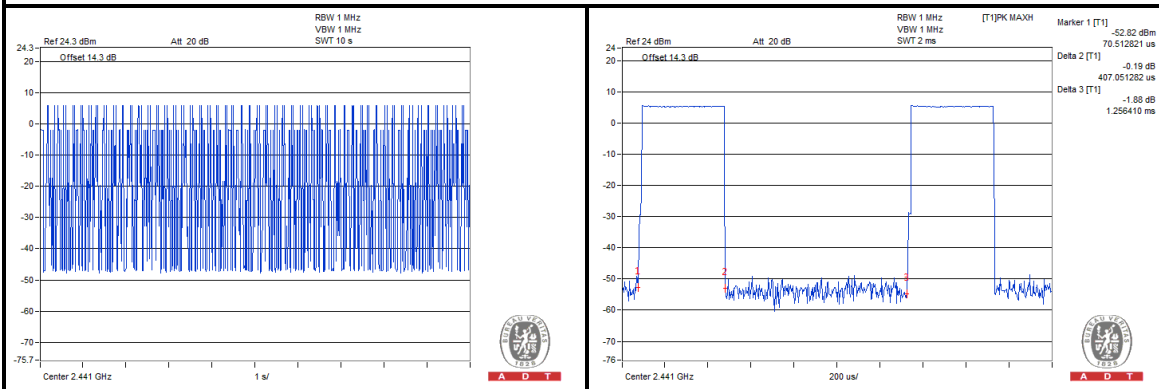 RBW 1 MHz
VBW 1 MHz
Ref 24.3 dBm Att 20 dB SWT 10 s
24.3
Offset 14.3 dB
20
10
0
-10
-20
-30
-40
-50
-60
-70
-75.7
Center 2.441 GHz 1 s/
BUREAU VERITAS
1828
A D T
RBW 1 MHz [T1]PK MAXH
VBW 1 MHz
Ref 24 dBm Att 20 dB SWT 2 ms
Marker 1 [T1]
-52.82 dBm
70.512821 us
Delta 2 [T1]
-0.19 dB
407.051282 us
Delta 3 [T1]
-1.88 dB
1.256410 ms
24
Offset 14.3 dB
20
10
0
-10
-20
-30
-40
-50
-60
-70
-76
1
2
3
Center 2.441 GHz 200 us/
BUREAU VERITAS
1828
A D T